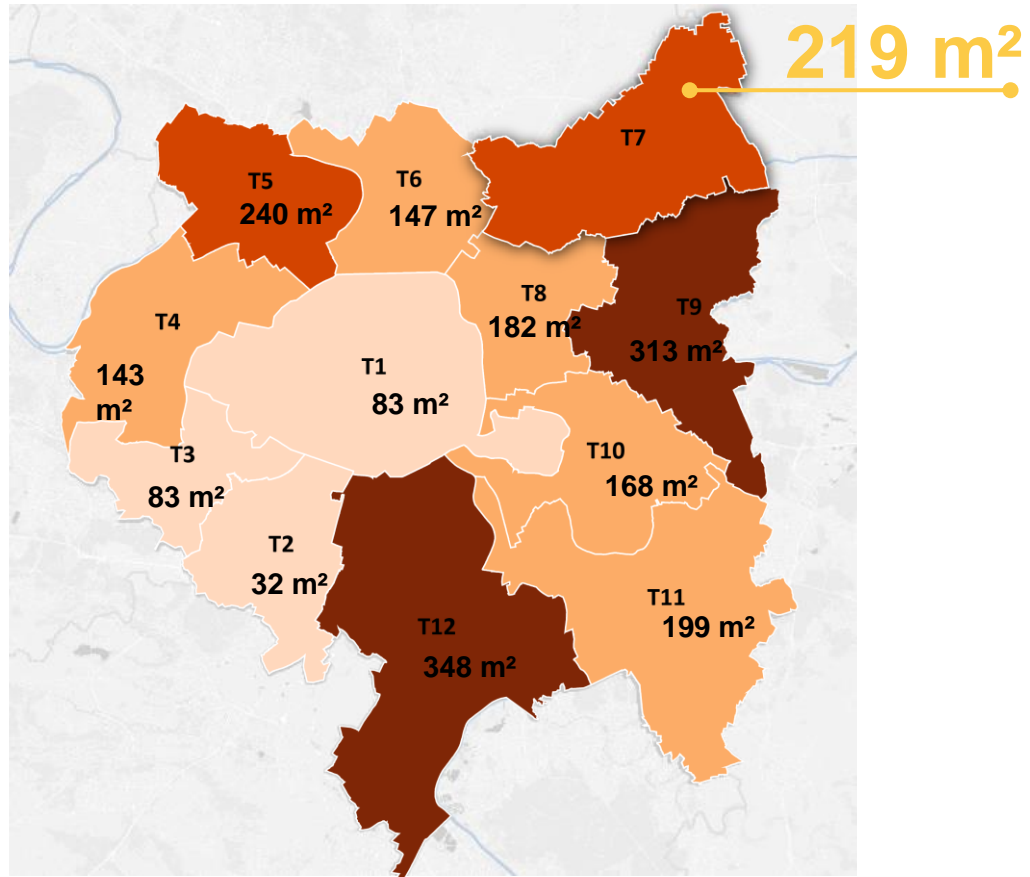 219 m²
T7
T5
240 m²
T6
147 m²
T8
182 m²
T9
313 m²
T4
143
m²
T1
83 m²
T3
83 m²
T10
168 m²
T2
32 m²
T11
199 m²
T12
348 m²